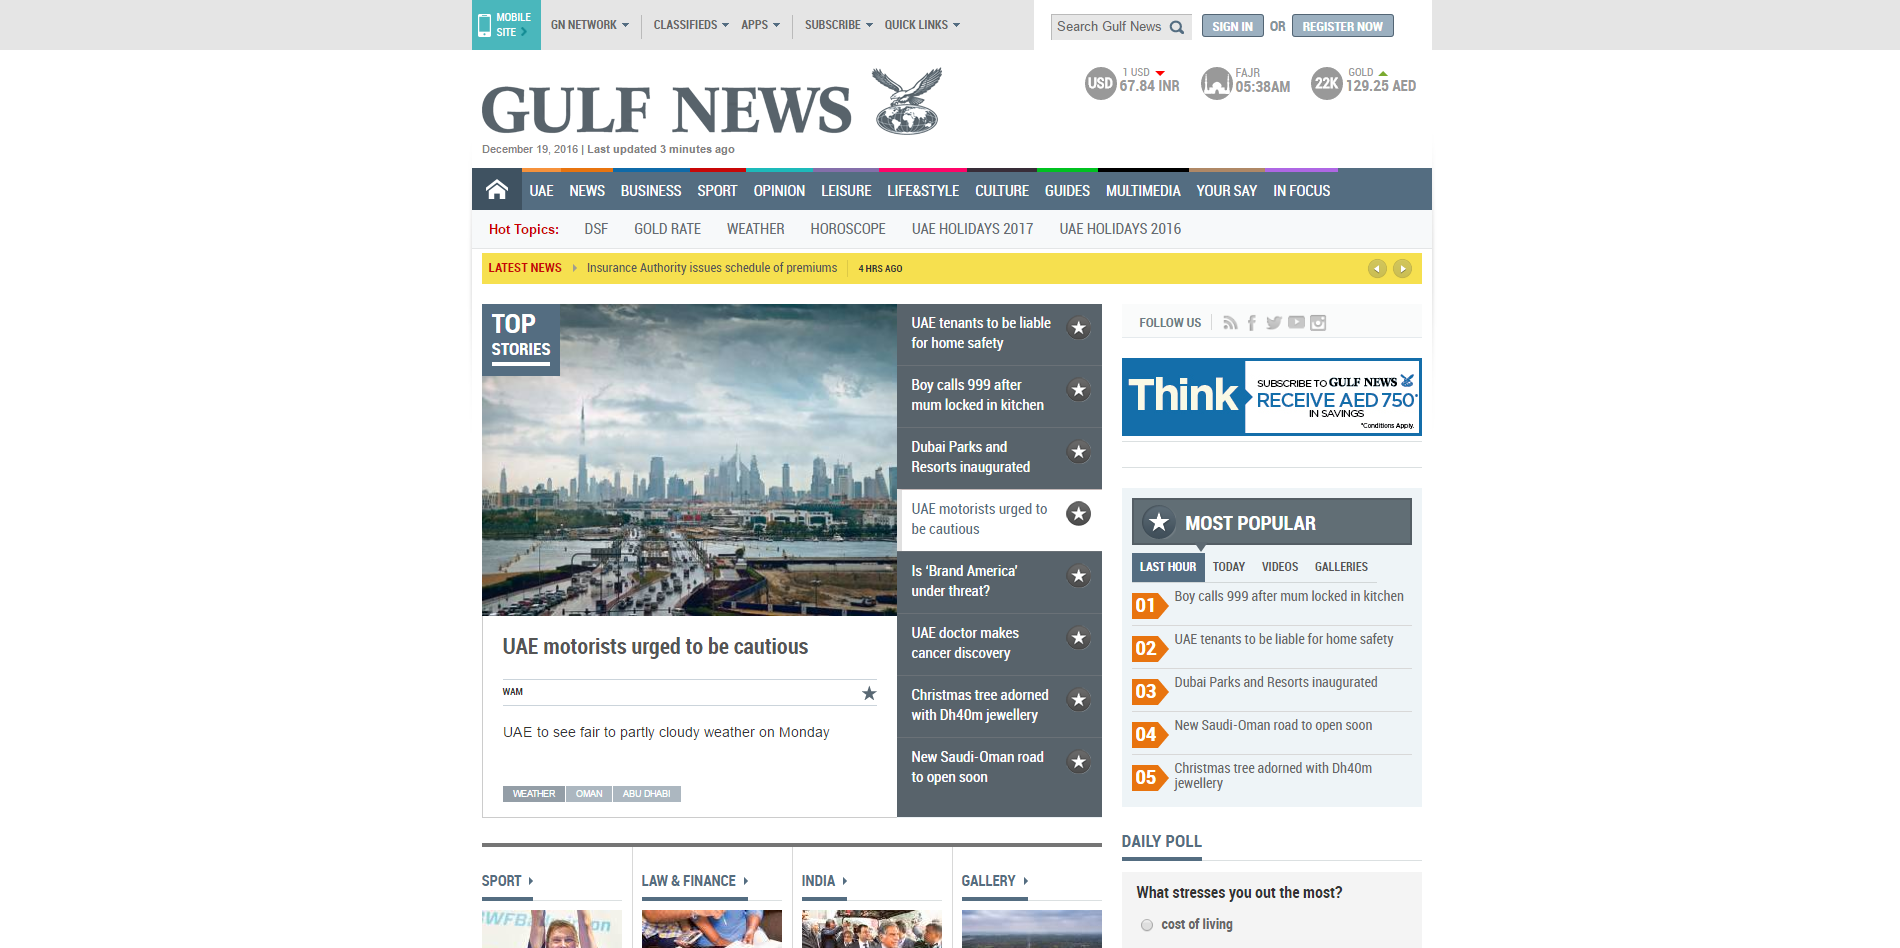 MOBILE
SITE
GN NETWORK
CLASSIFIEDS
APPS
SUBSCRIBE
QUICK LINKS
Search Gulf News
SIGN IN
OR
REGISTER NOW
GULF NEWS
December 19, 2016 | Last updated 3 minutes ago
USD
1 USD
67.84 INR
FAJR
05:38AM
22K
GOLD
129.25 AED
UAE
NEWS
BUSINESS
SPORT
OPINION
LEISURE
LIFE&STYLE
CULTURE
GUIDES
MULTIMEDIA
YOUR SAY
IN FOCUS
Hot Topics:
DSF
GOLD RATE
WEATHER
HOROSCOPE
UAE HOLIDAYS 2017
UAE HOLIDAYS 2016
LATEST NEWS
Insurance Authority issues schedule of premiums
4 HRS AGO
TOP
STORIES
UAE motorists urged to be cautious
WAM
UAE to see fair to partly cloudy weather on Monday
WEATHER
OMAN
ABU DHABI
UAE tenants to be liable
for home safety
Boy calls 999 after
mum locked in kitchen
Dubai Parks and
Resorts inaugurated
UAE motorists urged to
be cautious
Is ‘Brand America’
under threat?
UAE doctor makes
cancer discovery
Christmas tree adorned
with Dh40m jewellery
New Saudi-Oman road
to open soon
FOLLOW US
Think
SUBSCRIBE TO GULF NEWS
RECEIVE AED 750*
IN SAVINGS
*Conditions Apply.
MOST POPULAR
LAST HOUR
TODAY
VIDEOS
GALLERIES
01
Boy calls 999 after mum locked in kitchen
02
UAE tenants to be liable for home safety
03
Dubai Parks and Resorts inaugurated
04
New Saudi-Oman road to open soon
05
Christmas tree adorned with Dh40m
jewellery
DAILY POLL
What stresses you out the most?
cost of living
SPORT
LAW & FINANCE
INDIA
GALLERY